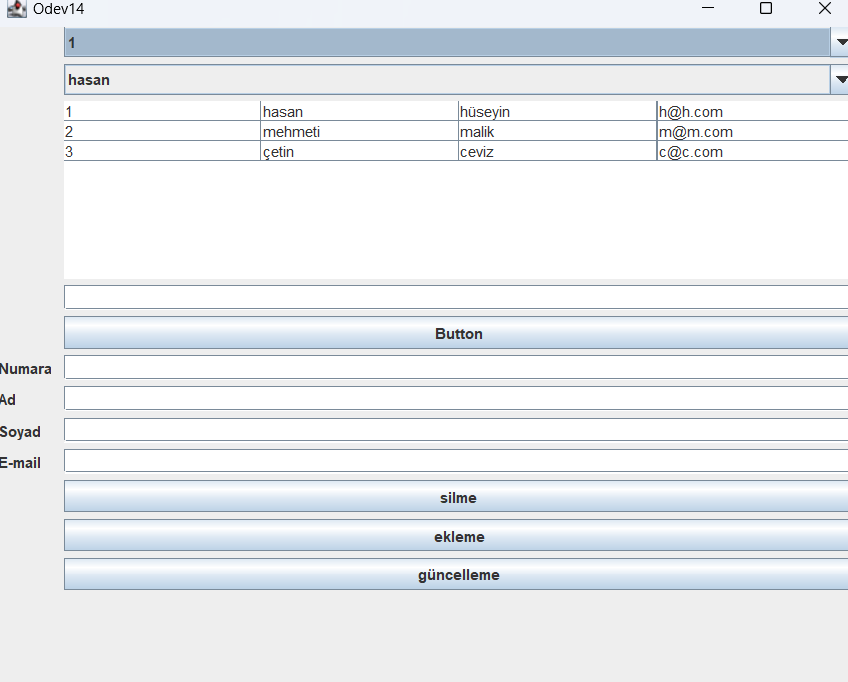 Odev14
1
hasan
1 hasan hüseyin h@h.com
2 mehmeti malik m@m.com
3 çetin ceviz c@c.com
Button
Numara
Ad
Soyad
E-mail
silme
ekleme
güncelleme